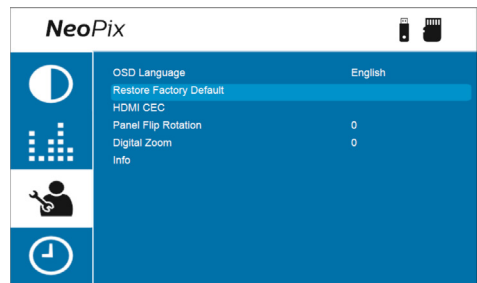 NeoPix
OSD Language English
Restore Factory Default
HDMI CEC
Panel Flip Rotation 0
Digital Zoom 0
Info